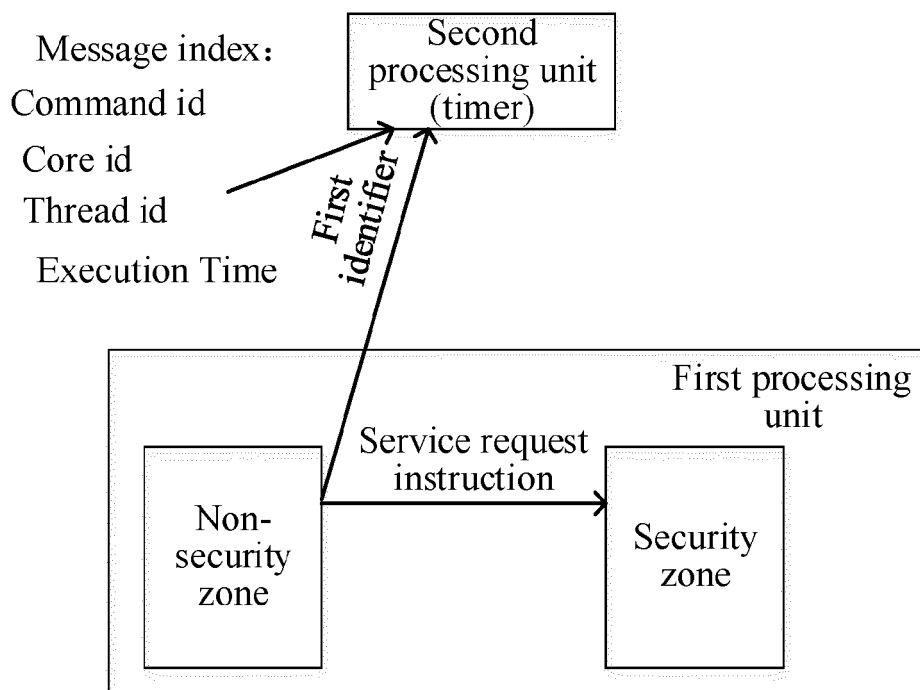 Message index：
Command id
Core id
Thread id
Execution Time
Second
processing unit
(timer)
First
identifier
First processing
unit
Service request
instruction
Non-
security
zone
Security
zone